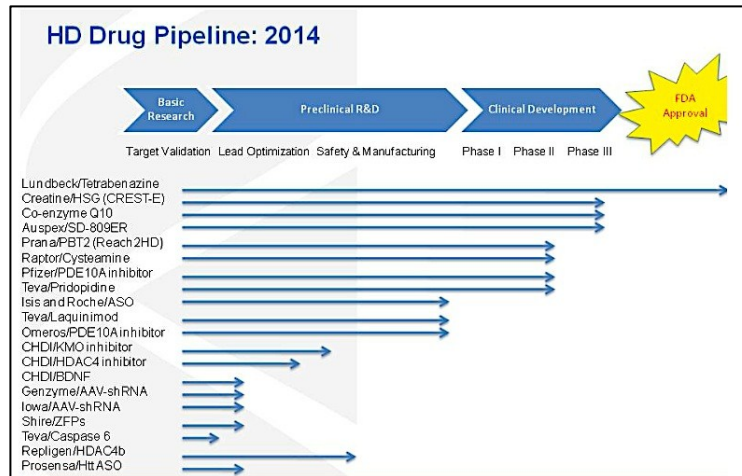 HD Drug Pipeline: 2014
Basic
Research
Preclinical R&D
Clinical Development
FDA
Approval
Target Validation Lead Optimization Safety & Manufacturing Phase I Phase II Phase III
Lundbeck/Tetrabenazine
Creatine/HSG (CREST-E)
Co-enzyme Q10
Auspex/SD-809ER
Prana/PBT2 (Reach2HD)
Raptor/Cysteamine
Pfizer/PDE10A inhibitor
Teva/Pridopidine
Isis and Roche/ASO
Teva/Laquinimod
Omeros/PDE10A inhibitor
CHDI/KMO inhibitor
CHDI/HDAC4 inhibitor
CHDI/BDNF
Genzyme/AAV-shRNA
Iowa/AAV-shRNA
Shire/ZFPs
Teva/Caspase 6
Repligen/HDAC4b
Prosensa/Htt ASO